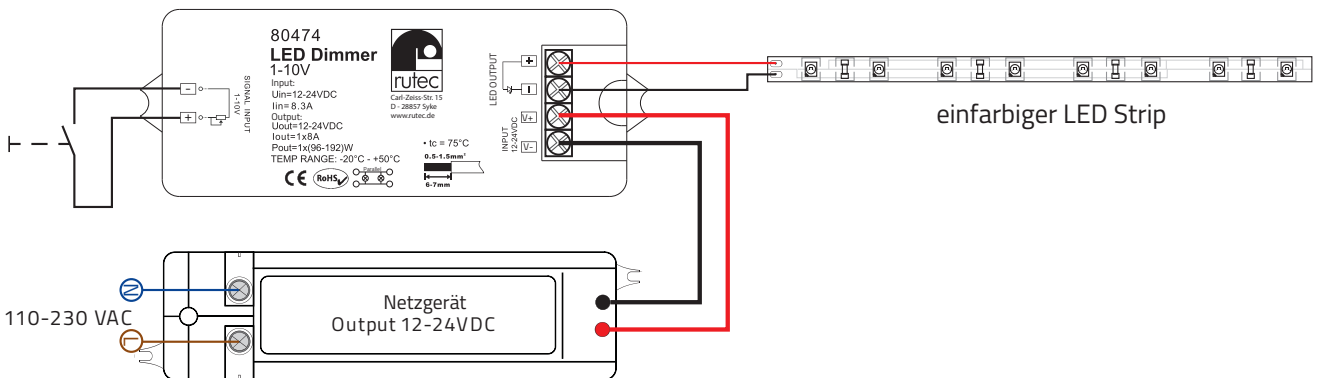 80474
LED Dimmer
1-10V
Input:
Uin=12-24VDC
Iin= 8.3A
Output:
Uout=12-24VDC
Iout=1x8A
Pout=1x(96-192)W
TEMP RANGE: -20°C - +50°C
CE RoHS Parallel
rutec
Carl-Zeiss-Str. 15
D - 28857 Syke
www.rutec.de
• tc = 75°C
0.5-1.5mm²
6-7mm
SIGNAL INPUT
1-10V
-
+
LED OUTPUT
+
-
INPUT
12-24VDC
V+
V-
einfarbiger LED Strip
110-230 VAC
N
L
Netzgerät
Output 12-24VDC